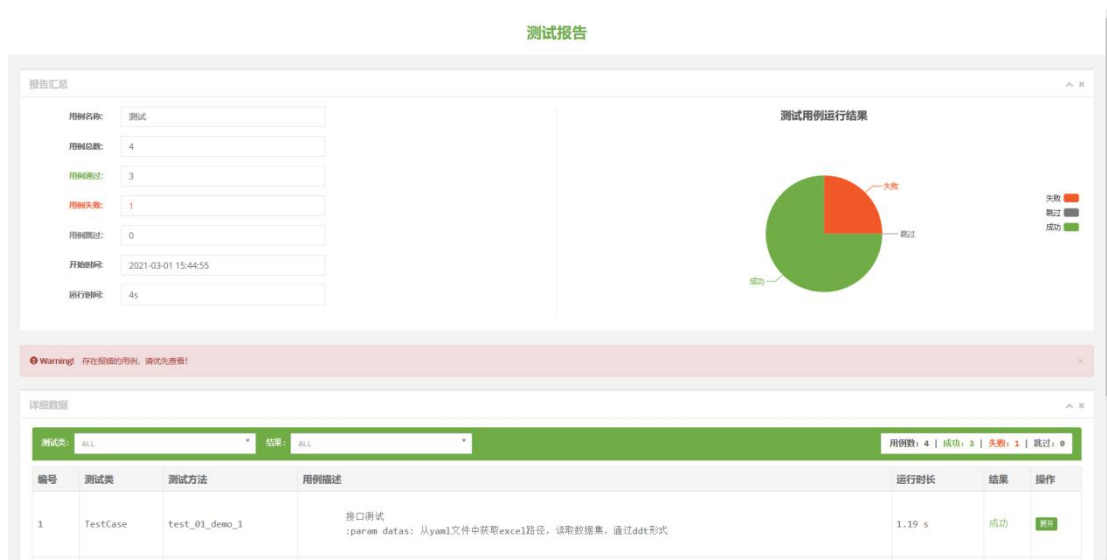 测试报告
报告汇总
用例名称: 测试
用例总数: 4
用例通过: 3
用例失败: 1
用例跳过: 0
开始时间: 2021-03-01 15:44:55
运行时间: 4s
测试用例运行结果
失败
跳过
成功
失败
跳过
成功
Warning! 存在报错的用例, 请优先查看!
详细数据
测试类: ALL 结果: ALL 用例数: 4 | 成功: 3 | 失败: 1 | 跳过: 0
编号 测试类 测试方法 用例描述 运行时长 结果 操作
接口测试
1 TestCase test_01_demo_1 :param datas: 从yaml文件中获取excel路径, 读取数据集, 通过ddt形式 1.19 s 成功 展开